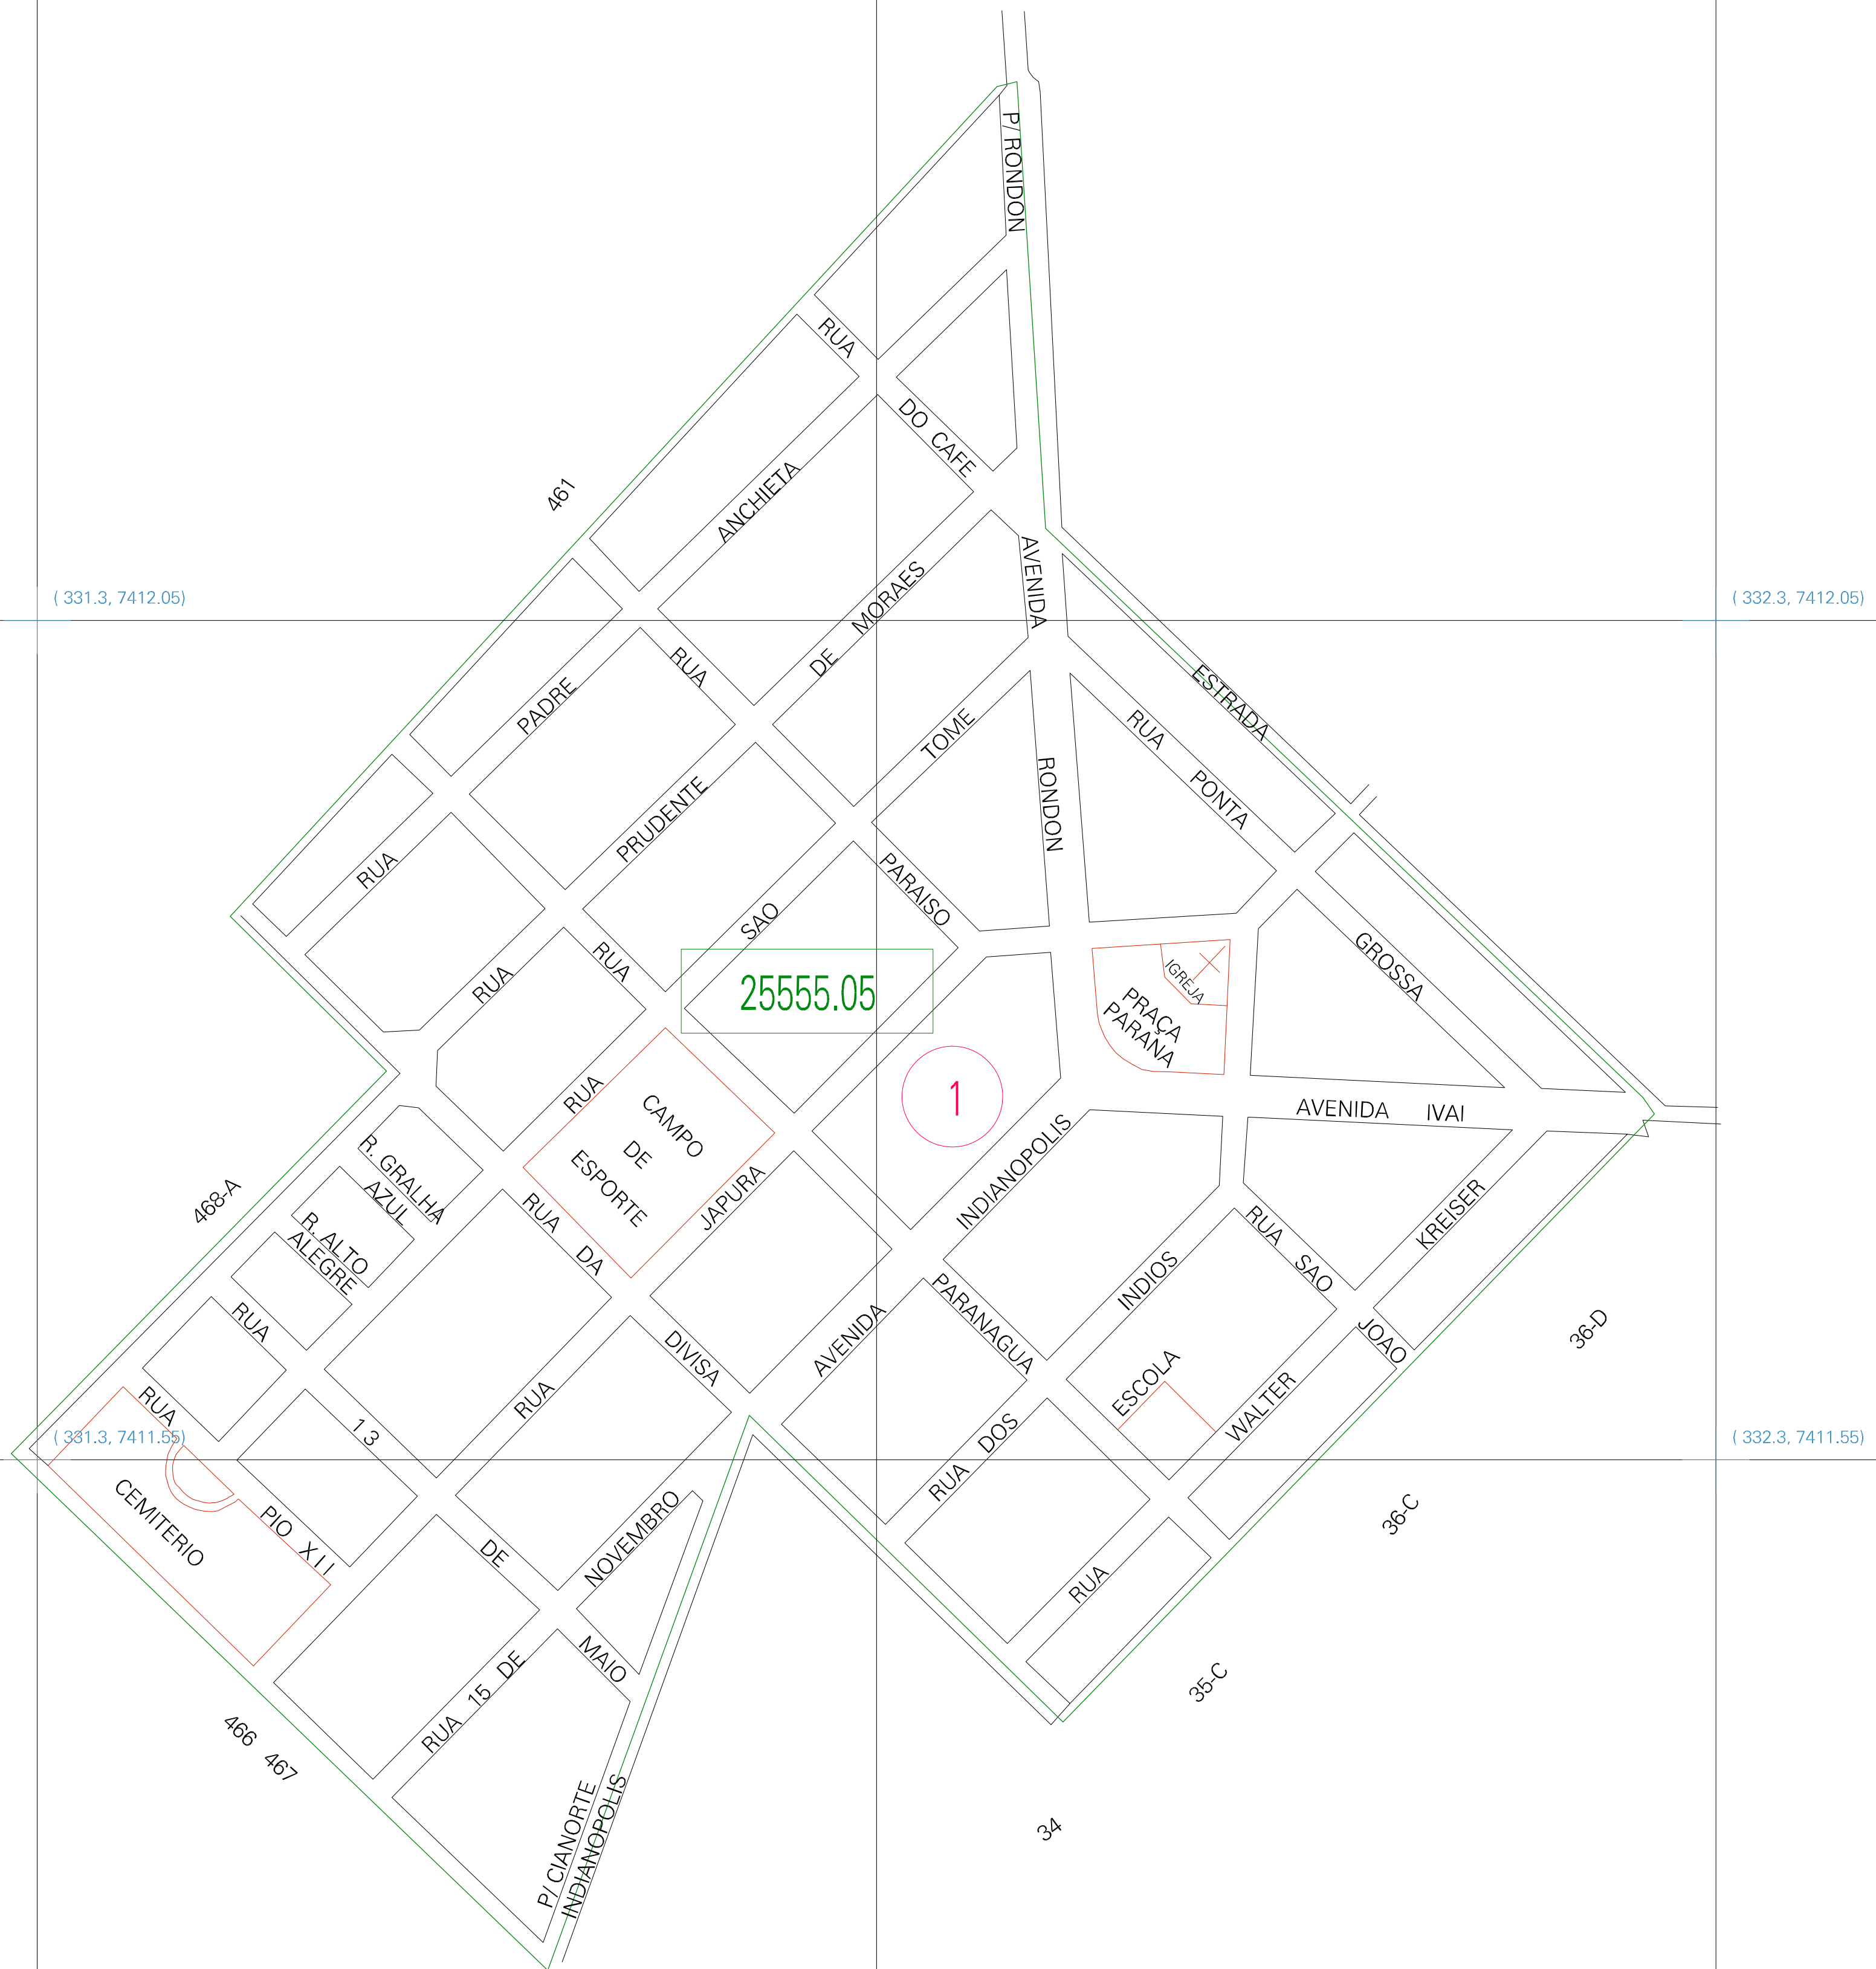 P/ RONDON
RUA
DO CAFE
461
ANCHIETA
AVENIDA
MORAES
DE
( 331.3, 7412.05)
( 332.3, 7412.05)
RUA
PADRE
TOME
ESTRADA
RUA
PONTA
RONDON
PRUDENTE
RUA
PARAISO
SAO
GROSSA
RUA
RUA
IGREJA
25555.05
PRAÇA
PARANA
1
CAMPO
DE
ESPORTE
RUA
AVENIDA IVAI
INDIANOPOLIS
R. GRALHA
AZUL
JAPURA
468-A
RUA DA
RUA SAO
KREISER
R. ALTO
ALEGRE
INDIOS
PARANAGUA
RUA
AVENIDA
DIVISA
JOAO
36-D
ESCOLA
RUA
RUA
WALTER
13
DOS
( 331.3, 7411.55)
( 332.3, 7411.55)
RUA
36-C
CEMITERIO
PIO XII
NOVEMBRO
DE
RUA
MAIO
RUA 15 DE
35-C
466 467
P/ CIANORTE
INDIANOPOLIS
34